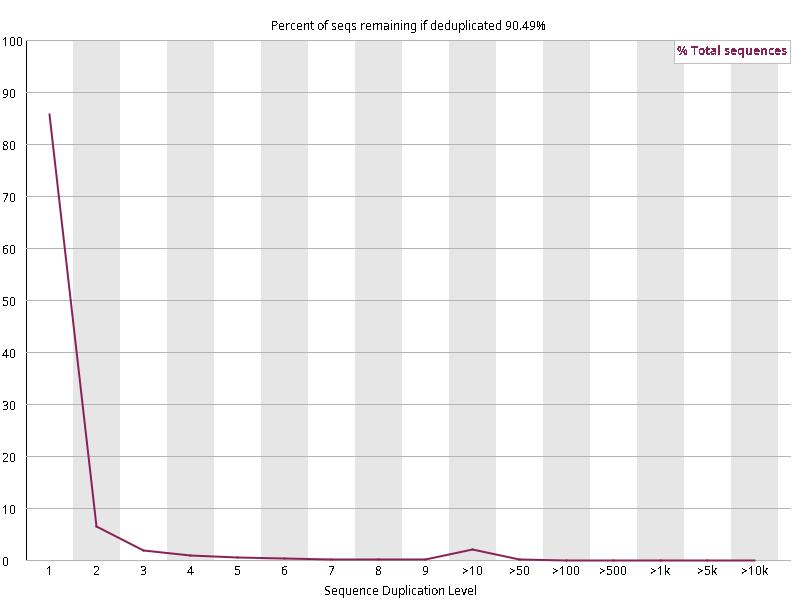 Percent of seqs remaining if deduplicated 90.49%
% Total sequences
100
90
80
70
60
50
40
30
20
10
0
1 2 3 4 5 6 7 8 9 >10 >50 >100 >500 >1k >5k >10k
Sequence Duplication Level